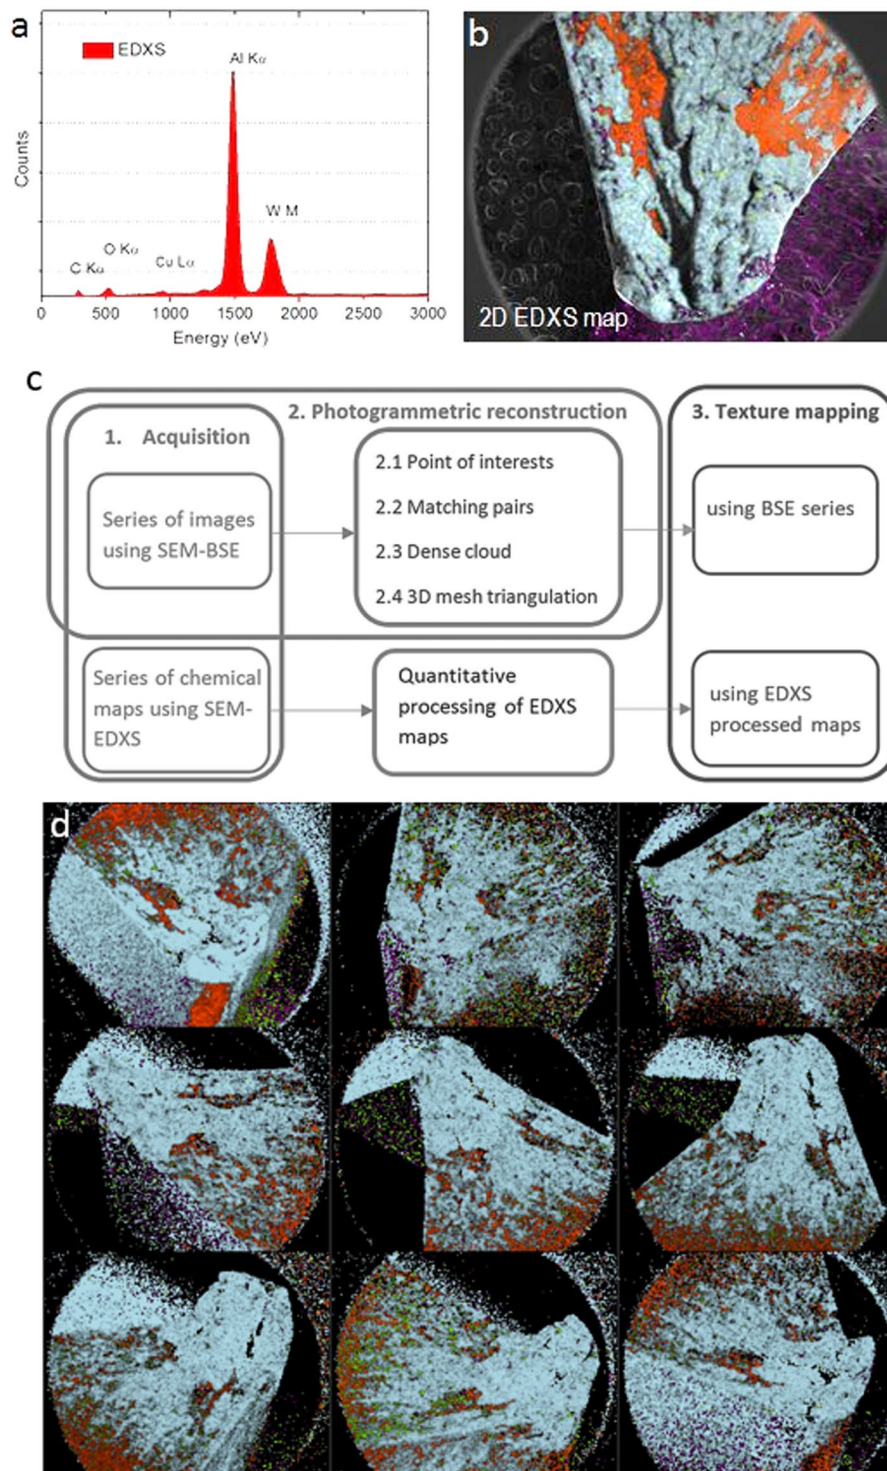 a
EDXS
Al Kα
W M
O Kα
C Kα
Cu Lα
Counts
0 500 1000 1500 2000 2500 3000
Energy (eV)
b
2D EDXS map
c
1. Acquisition
2. Photogrammetric reconstruction
3. Texture mapping
Series of images
using SEM-BSE
2.1 Point of interests
2.2 Matching pairs
2.3 Dense cloud
2.4 3D mesh triangulation
using BSE series
Series of chemical
maps using SEM-
EDXS
Quantitative
processing of EDXS
maps
using EDXS
processed maps
d